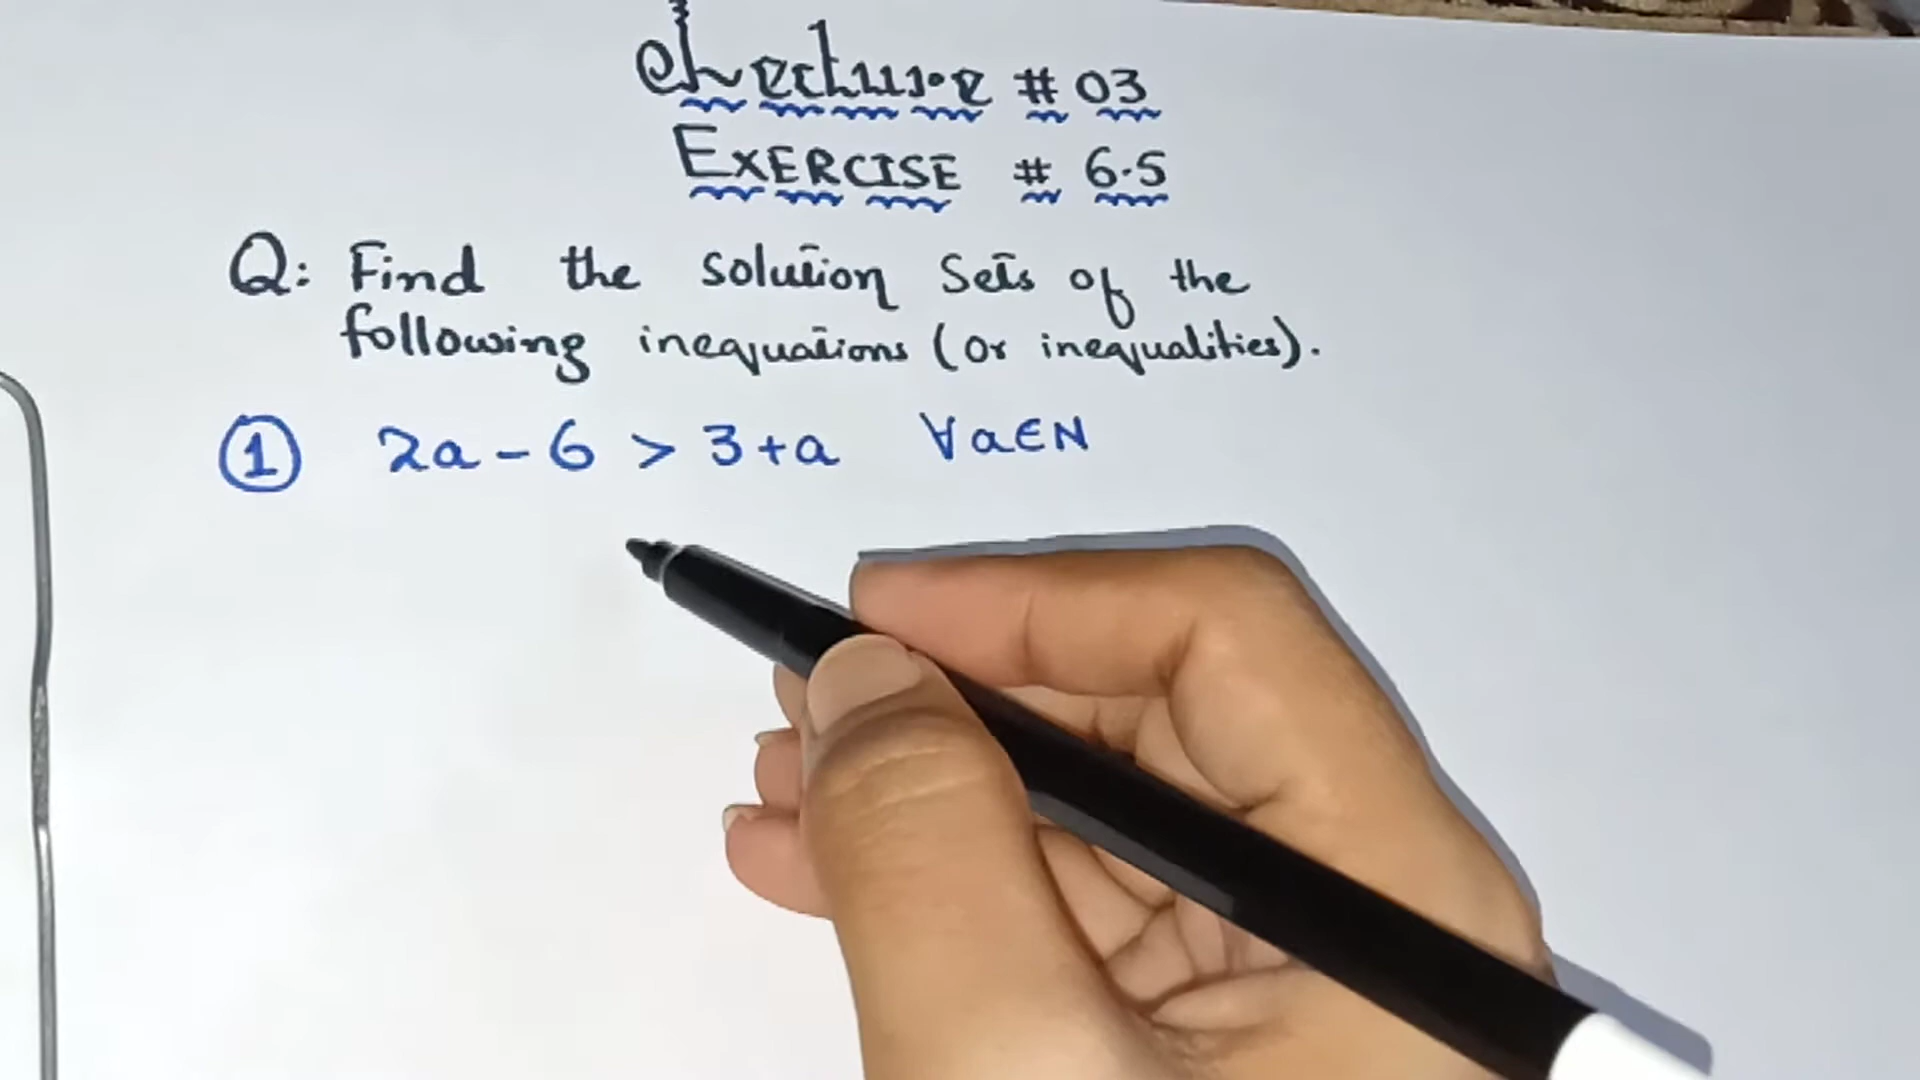 Lecture # 03
EXERCISE # 6.5
Q: Find the solution Sets of the
following inequations (Or inequalities).
① 2a - 6 > 3 + a ∀ a ∈ N